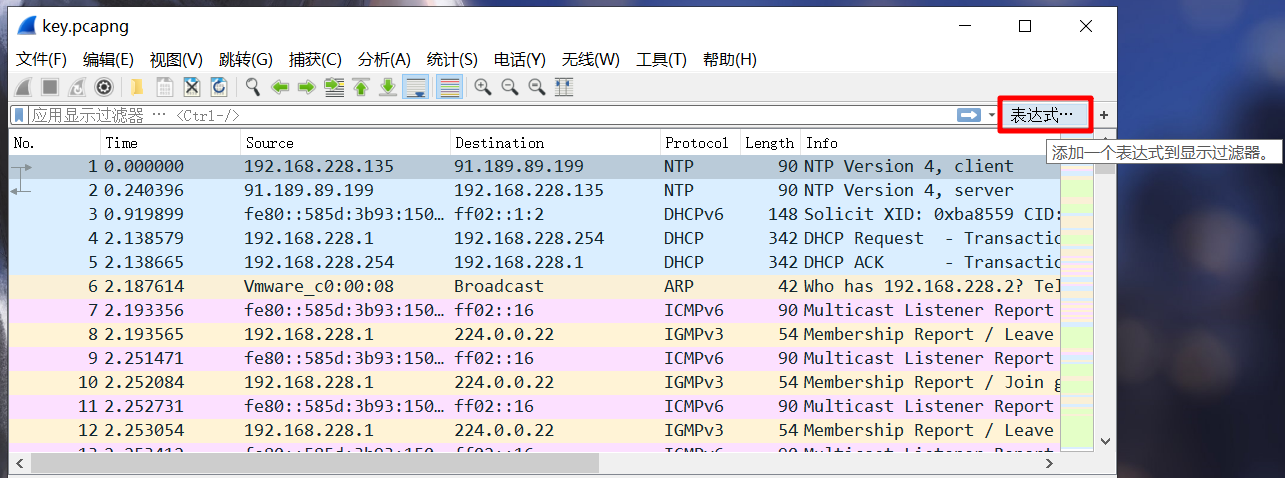 key.pcapng
文件(F) 编辑(E) 视图(V) 跳转(G) 捕获(C) 分析(A) 统计(S) 电话(Y) 无线(W) 工具(T) 帮助(H)
应用显示过滤器 … <Ctrl-/> 表达式… +
No. Time Source Destination Protocol Length Info
添加一个表达式到显示过滤器。
1 0.000000 192.168.228.135 91.189.89.199 NTP 90 NTP Version 4, client
2 0.240396 91.189.89.199 192.168.228.135 NTP 90 NTP Version 4, server
3 0.919899 fe80::585d:3b93:150… ff02::1:2 DHCPv6 148 Solicit XID: 0xba8559 CID:
4 2.138579 192.168.228.1 192.168.228.254 DHCP 342 DHCP Request - Transactio
5 2.138665 192.168.228.254 192.168.228.1 DHCP 342 DHCP ACK - Transactio
6 2.187614 Vmware_c0:00:08 Broadcast ARP 42 Who has 192.168.228.2? Tel
7 2.193356 fe80::585d:3b93:150… ff02::16 ICMPv6 90 Multicast Listener Report
8 2.193565 192.168.228.1 224.0.0.22 IGMPv3 54 Membership Report / Leave
9 2.251471 fe80::585d:3b93:150… ff02::16 ICMPv6 90 Multicast Listener Report
10 2.252084 192.168.228.1 224.0.0.22 IGMPv3 54 Membership Report / Join g
11 2.252731 fe80::585d:3b93:150… ff02::16 ICMPv6 90 Multicast Listener Report
12 2.253054 192.168.228.1 224.0.0.22 IGMPv3 54 Membership Report / Leave